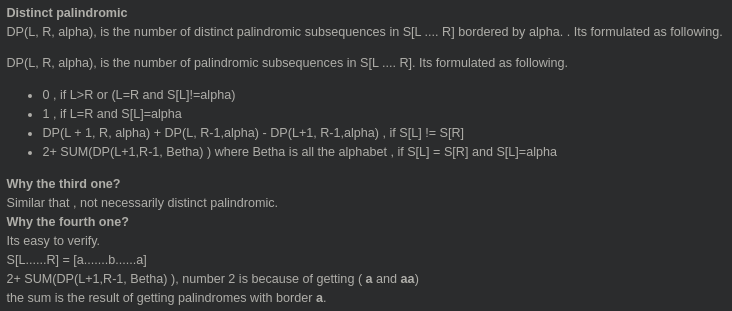 Distinct palindromic
DP(L, R, alpha), is the number of distinct palindromic subsequences in S[L .... R] bordered by alpha. . Its formulated as following.
DP(L, R, alpha), is the number of palindromic subsequences in S[L .... R]. Its formulated as following.
• 0 , if L>R or (L=R and S[L]!=alpha)
• 1 , if L=R and S[L]=alpha
• DP(L + 1, R, alpha) + DP(L, R-1,alpha) - DP(L+1, R-1,alpha) , if S[L] != S[R]
• 2+ SUM(DP(L+1,R-1, Betha) ) where Betha is all the alphabet , if S[L] = S[R] and S[L]=alpha
Why the third one?
Similar that , not necessarily distinct palindromic.
Why the fourth one?
Its easy to verify.
S[L......R] = [a.......b......a]
2+ SUM(DP(L+1,R-1, Betha) ), number 2 is because of getting ( a and aa)
the sum is the result of getting palindromes with border a.